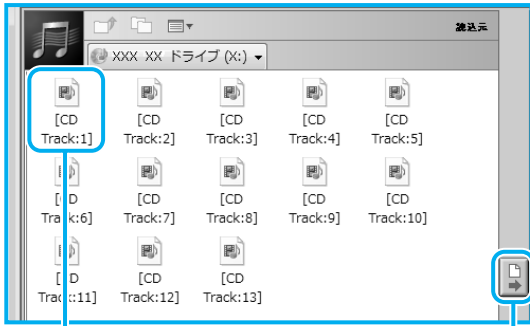 読込元
XXX XX ドライブ (X:)
[CD [CD [CD [CD [CD
Track:1] Track:2] Track:3] Track:4] Track:5]
[CD [CD [CD [CD [CD
Track:6] Track:7] Track:8] Track:9] Track:10]
[CD [CD [CD
Track:11] Track:12] Track:13]